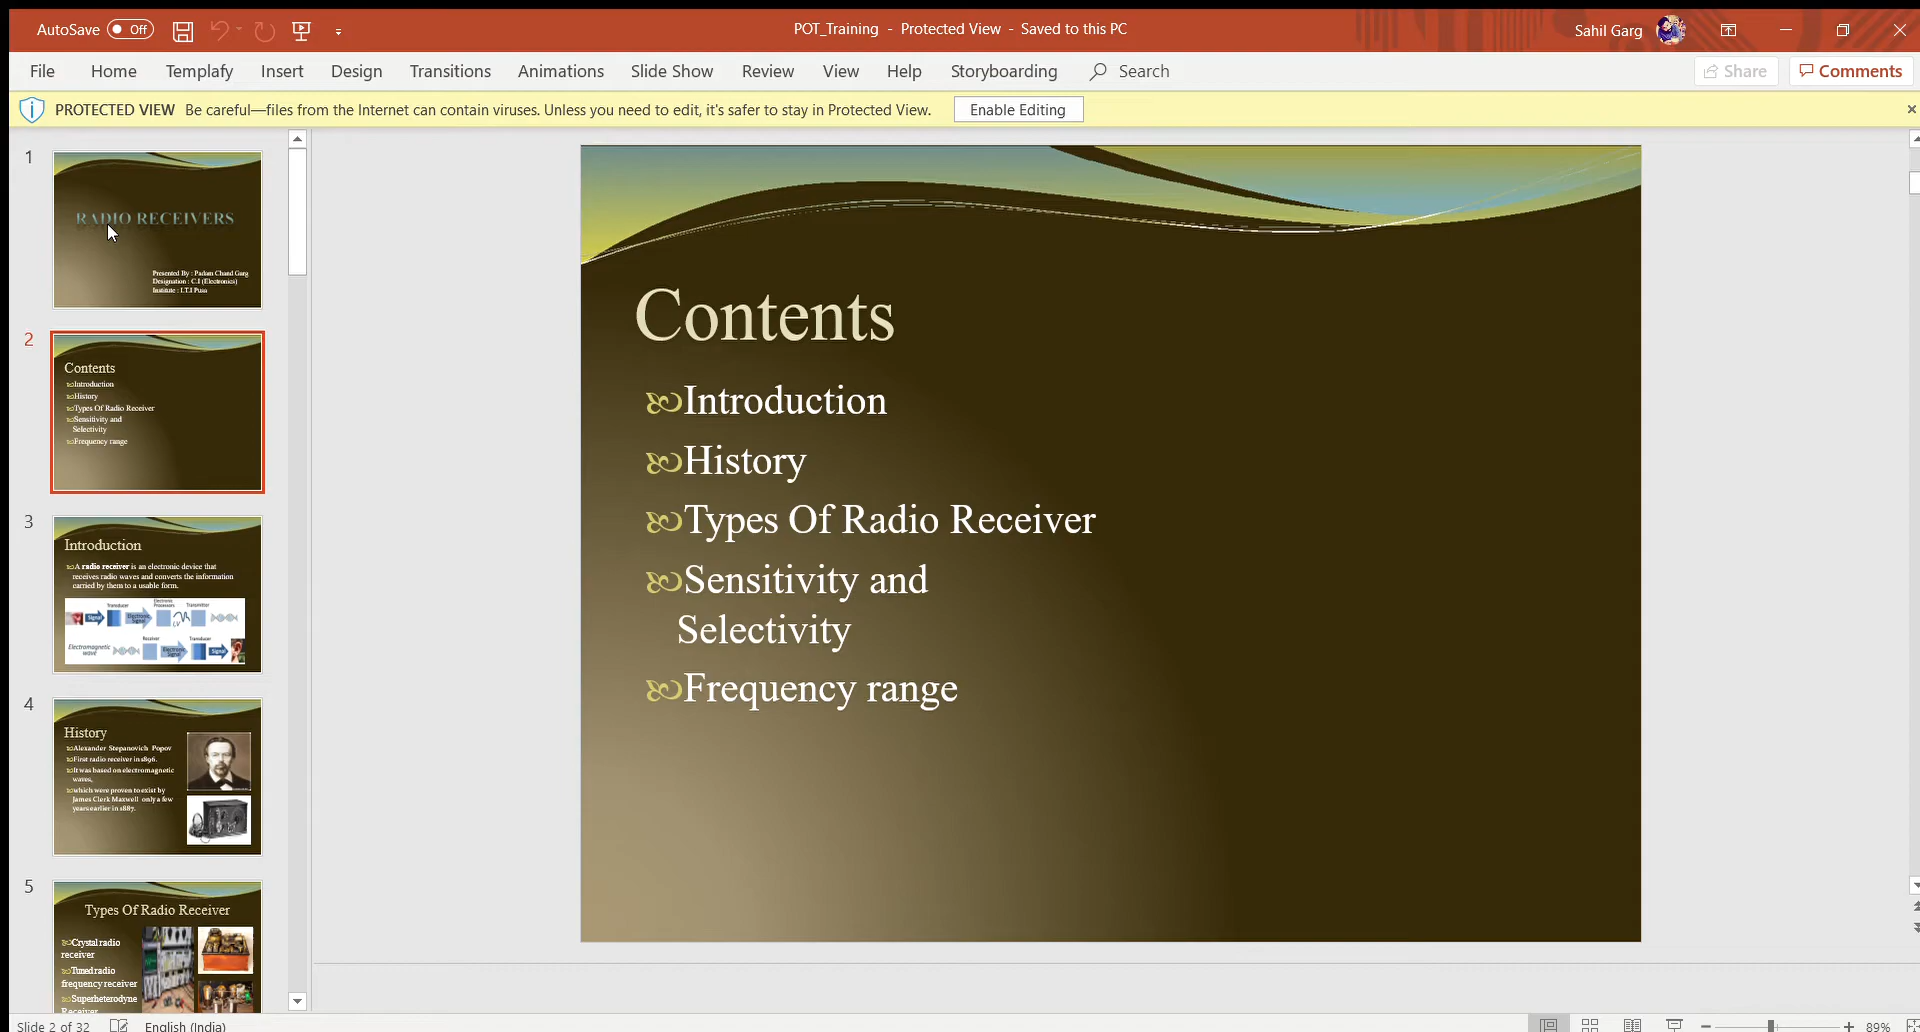 AutoSave Off
POT_Training - Protected View - Saved to this PC
Sahil Garg
File Home Templafy Insert Design Transitions Animations Slide Show Review View Help Storyboarding Search
Share Comments
PROTECTED VIEW Be careful—files from the Internet can contain viruses. Unless you need to edit, it's safer to stay in Protected View. Enable Editing
1
RADIO RECEIVERS
Presented By : Padam Chand Garg
Designation : C.I (Electronics)
Institute : I.T.I Pusa
2
Contents
Introduction
History
Types Of Radio Receiver
Sensitivity and
Selectivity
Frequency range
3
Introduction
A radio receiver is an electronic device that
receives radio waves and converts the information
carried by them to a usable form.
Transducer Electronic Processors Transmitter
Signal Electronic Signal
Receiver Transducer
Electromagnetic wave Electronic Signal Signal
4
History
Alexander Stepanovich Popov
First radio receiver in 1896.
It was based on electromagnetic
waves,
which were proven to exist by
James Clerk Maxwell only a few
years earlier in 1887.
5
Types Of Radio Receiver
Crystal radio
receiver
Tuned radio
frequency receiver
Superheterodyne
Receiver
Contents
Introduction
History
Types Of Radio Receiver
Sensitivity and
Selectivity
Frequency range
Slide 2 of 32 English (India)
89%